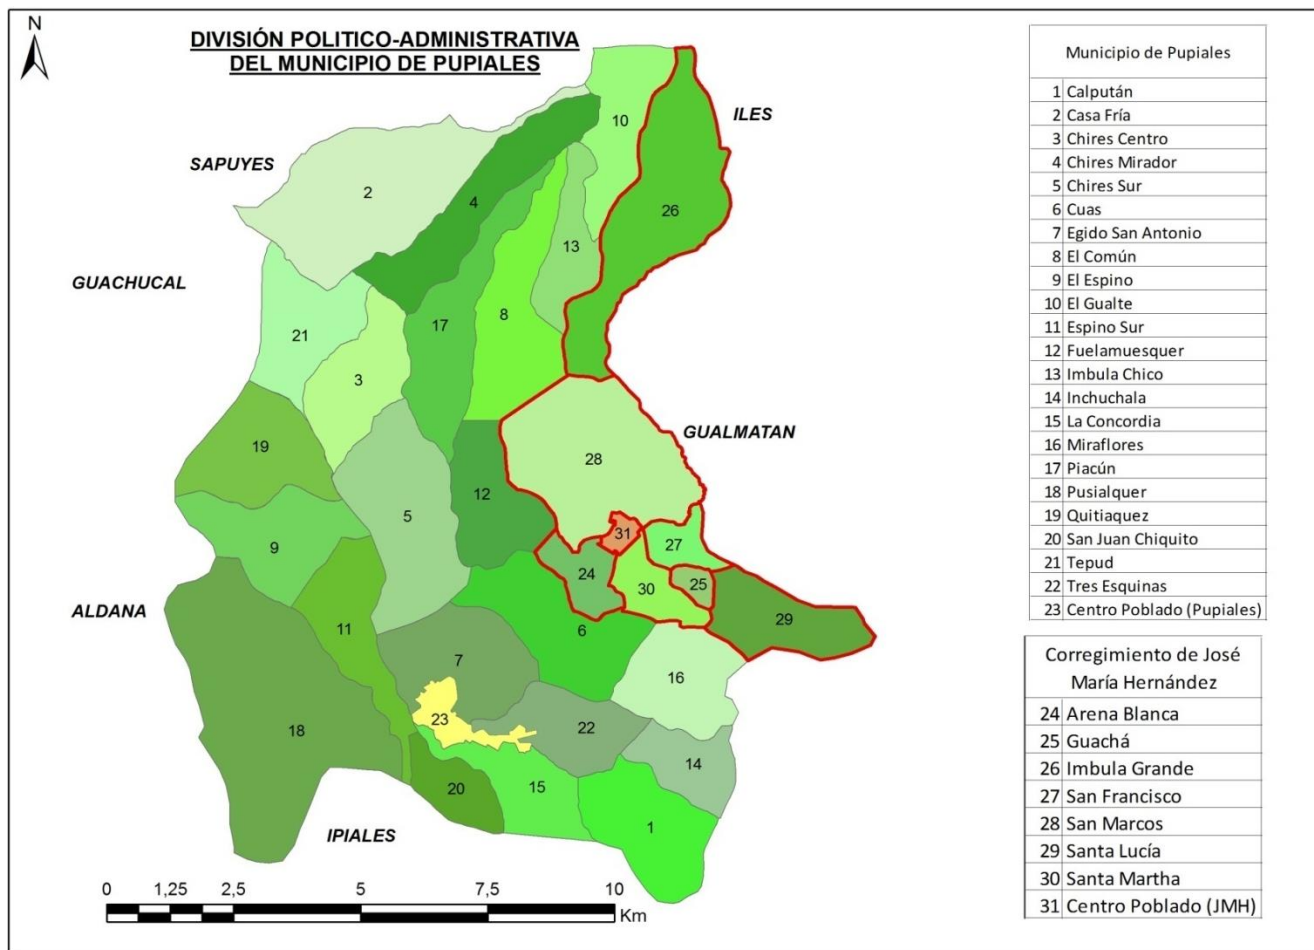 N
DIVISIÓN POLITICO-ADMINISTRATIVA
DEL MUNICIPIO DE PUPIALES
ILES
SAPUYES
GUACHUCAL
GUALMATAN
ALDANA
IPIALES
10
2
4
26
13
21
17
8
3
19
28
12
5
31
27
9
24
25
30
29
6
11
7
16
23
18
22
14
20
15
1
0 1,25 2,5 5 7,5 10
Km
Municipio de Pupiales
1 Calpután
2 Casa Fría
3 Chires Centro
4 Chires Mirador
5 Chires Sur
6 Cuas
7 Egido San Antonio
8 El Común
9 El Espino
10 El Gualte
11 Espino Sur
12 Fuelamuesquer
13 Imbula Chico
14 Inchuchala
15 La Concordia
16 Miraflores
17 Piacún
18 Pusialquer
19 Quitiaquez
20 San Juan Chiquito
21 Tepud
22 Tres Esquinas
23 Centro Poblado (Pupiales)
Corregimiento de José
María Hernández
24 Arena Blanca
25 Guachá
26 Imbula Grande
27 San Francisco
28 San Marcos
29 Santa Lucía
30 Santa Martha
31 Centro Poblado (JMH)